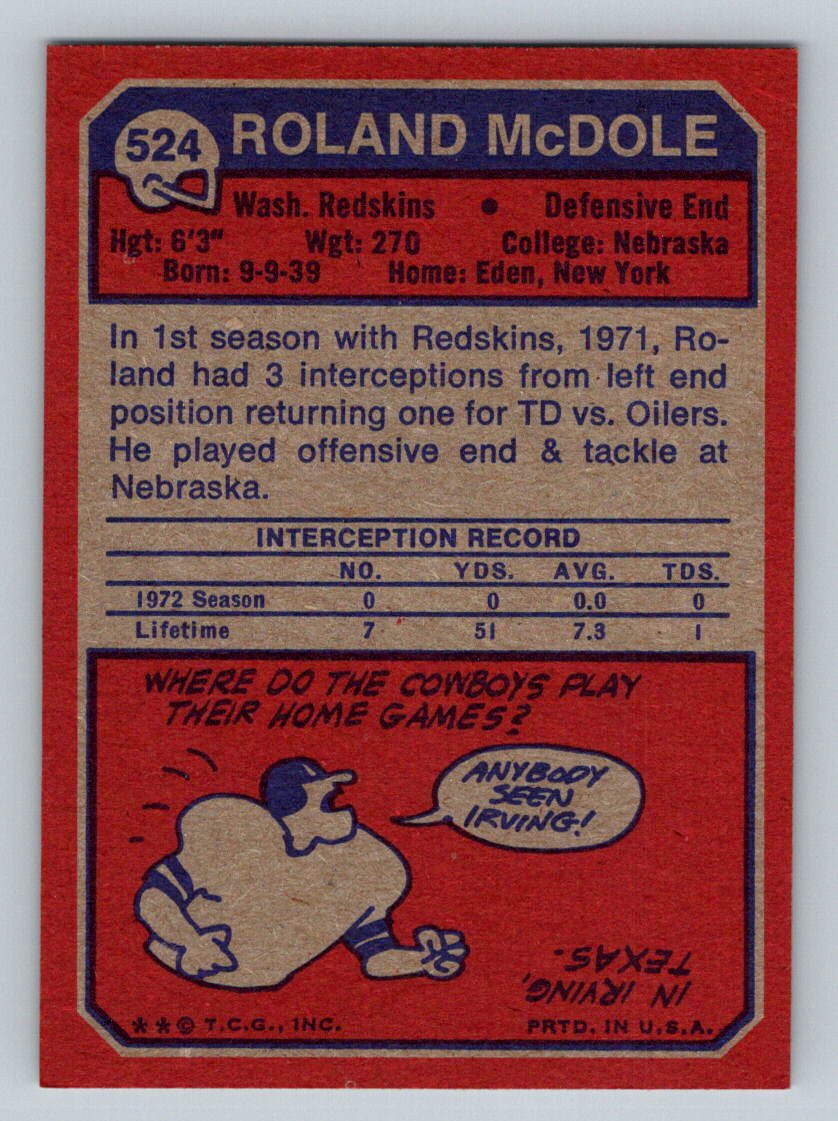 524 ROLAND McDOLE
Wash. Redskins • Defensive End
Hgt: 6'3" Wgt: 270 College: Nebraska
Born: 9-9-39 Home: Eden, New York
In 1st season with Redskins, 1971, Ro-
land had 3 interceptions from left end
position returning one for TD vs. Oilers.
He played offensive end & tackle at
Nebraska.
INTERCEPTION RECORD
NO. YDS. AVG. TDS.
1972 Season 0 0 0.0 0
Lifetime 7 51 7.3 1
WHERE DO THE COWBOYS PLAY
THEIR HOME GAMES?
ANYBODY
SEEN
IRVING!
IN IRVING,
TEXAS.
**© T.C.G., INC. PRTD. IN U.S.A.